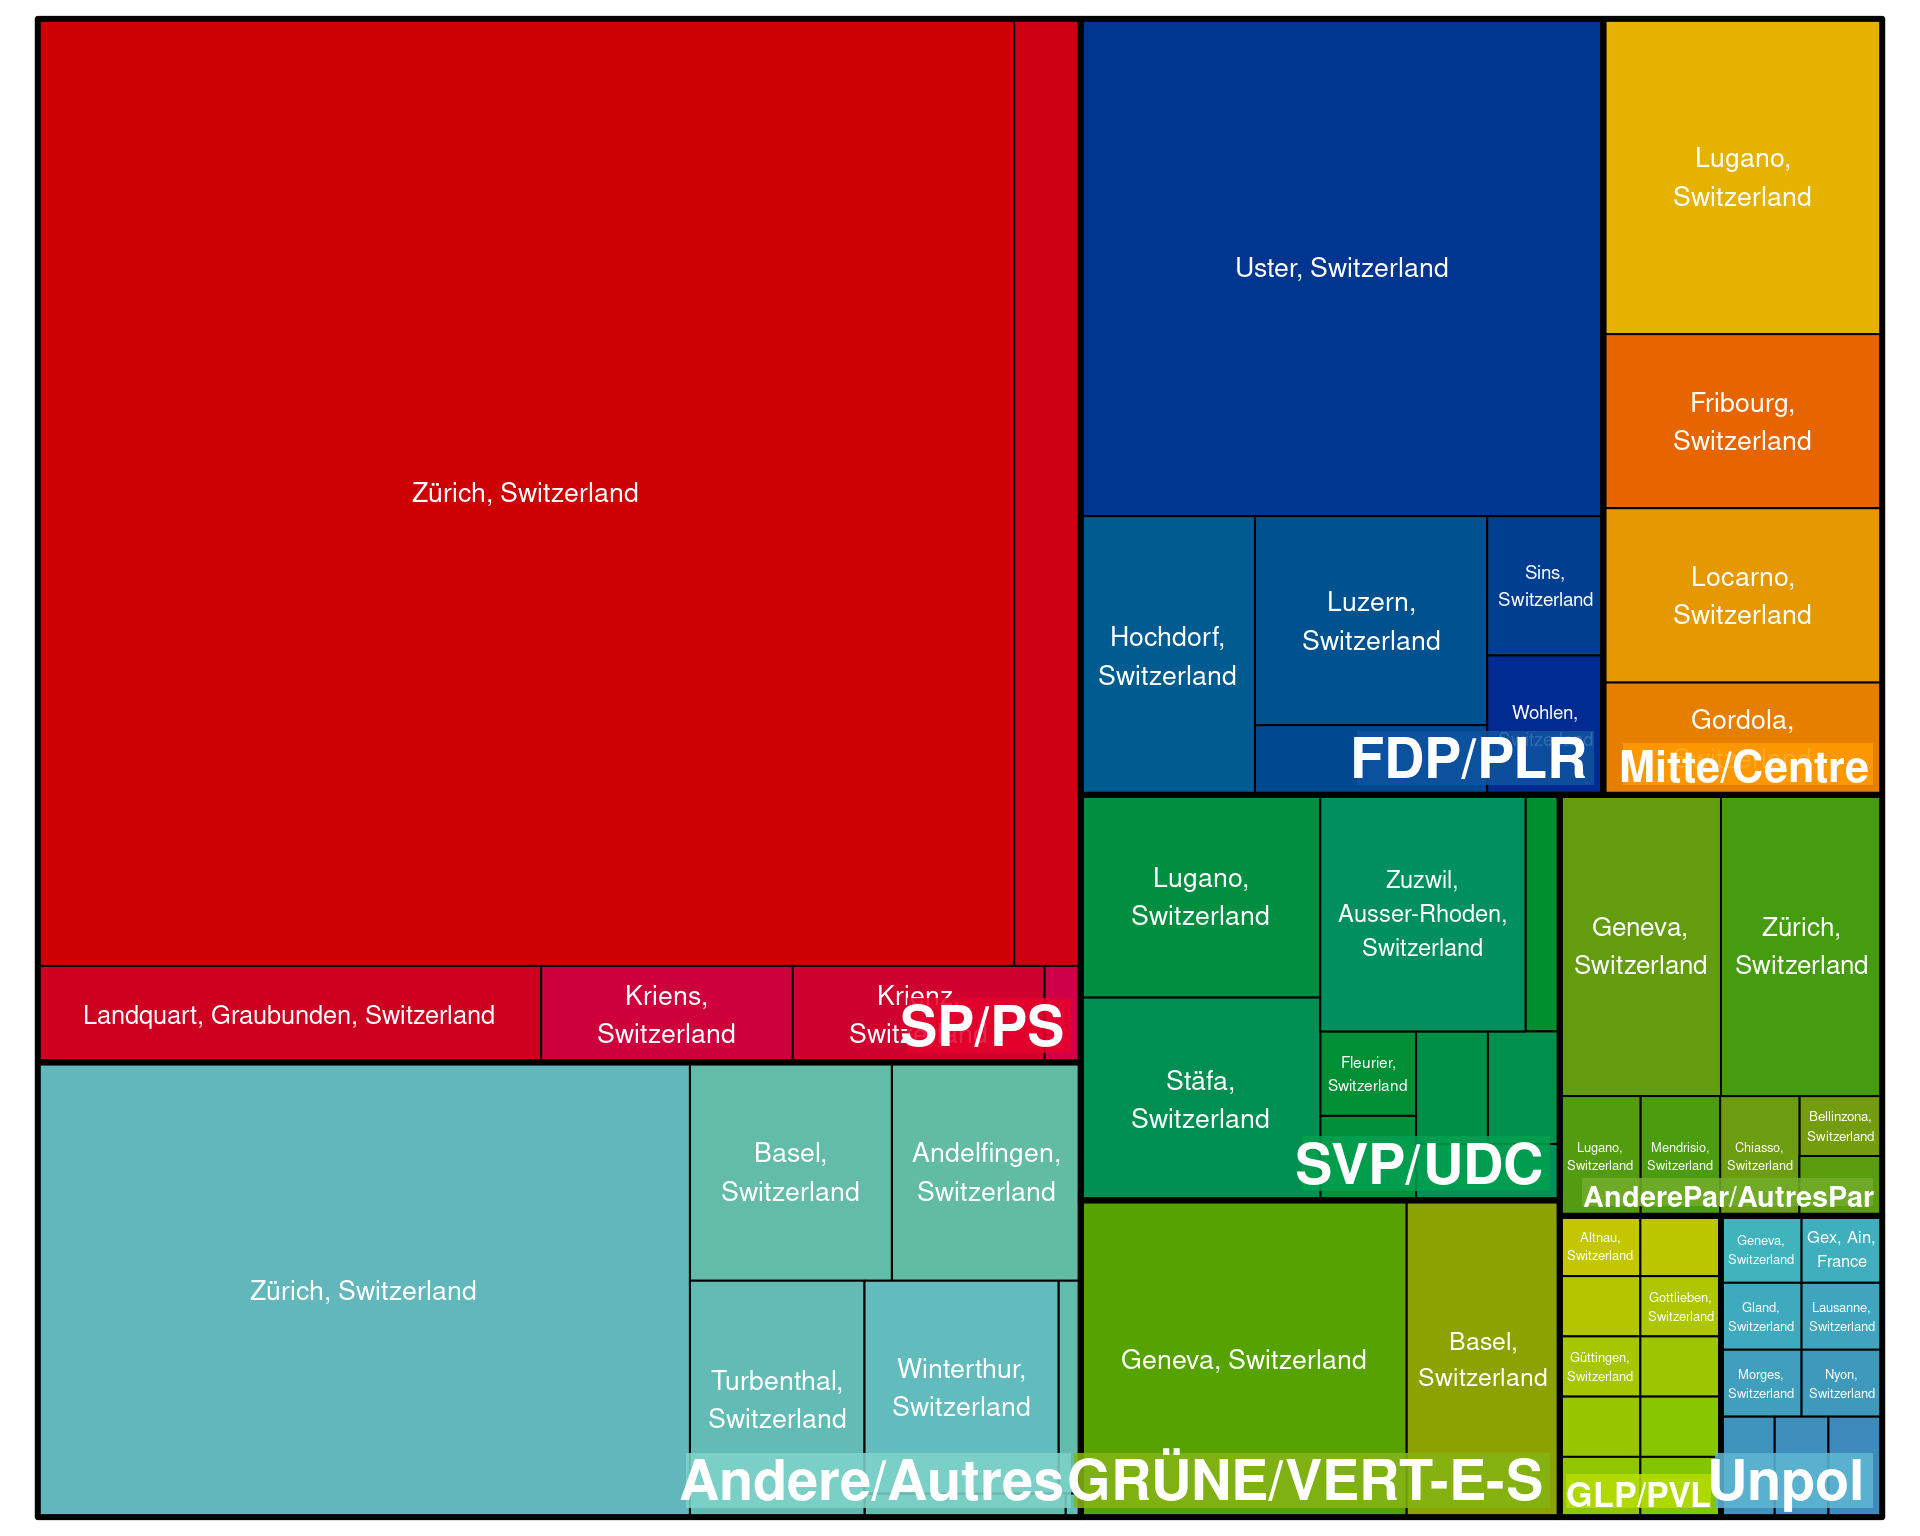 Zürich, Switzerland
Landquart, Graubunden, Switzerland
Kriens,
Switzerland
Krienz,
Switzerland
SP/PS
Uster, Switzerland
Hochdorf,
Switzerland
Luzern,
Switzerland
Sins,
Switzerland
Wohlen,
Switzerland
FDP/PLR
Lugano,
Switzerland
Fribourg,
Switzerland
Locarno,
Switzerland
Gordola,
Switzerland
Mitte/Centre
Zürich, Switzerland
Basel,
Switzerland
Andelfingen,
Switzerland
Turbenthal,
Switzerland
Winterthur,
Switzerland
Andere/Autres
Lugano,
Switzerland
Zuzwil,
Ausser-Rhoden,
Switzerland
Stäfa,
Switzerland
Fleurier,
Switzerland
SVP/UDC
Geneva, Switzerland
Basel,
Switzerland
GRÜNE/VERT-E-S
Geneva,
Switzerland
Zürich,
Switzerland
Lugano,
Switzerland
Mendrisio,
Switzerland
Chiasso,
Switzerland
Bellinzona,
Switzerland
AnderePar/AutresPar
Altnau,
Switzerland
Gottlieben,
Switzerland
Güttingen,
Switzerland
GLP/PVL
Geneva,
Switzerland
Gex, Ain,
France
Gland,
Switzerland
Lausanne,
Switzerland
Morges,
Switzerland
Nyon,
Switzerland
Unpol